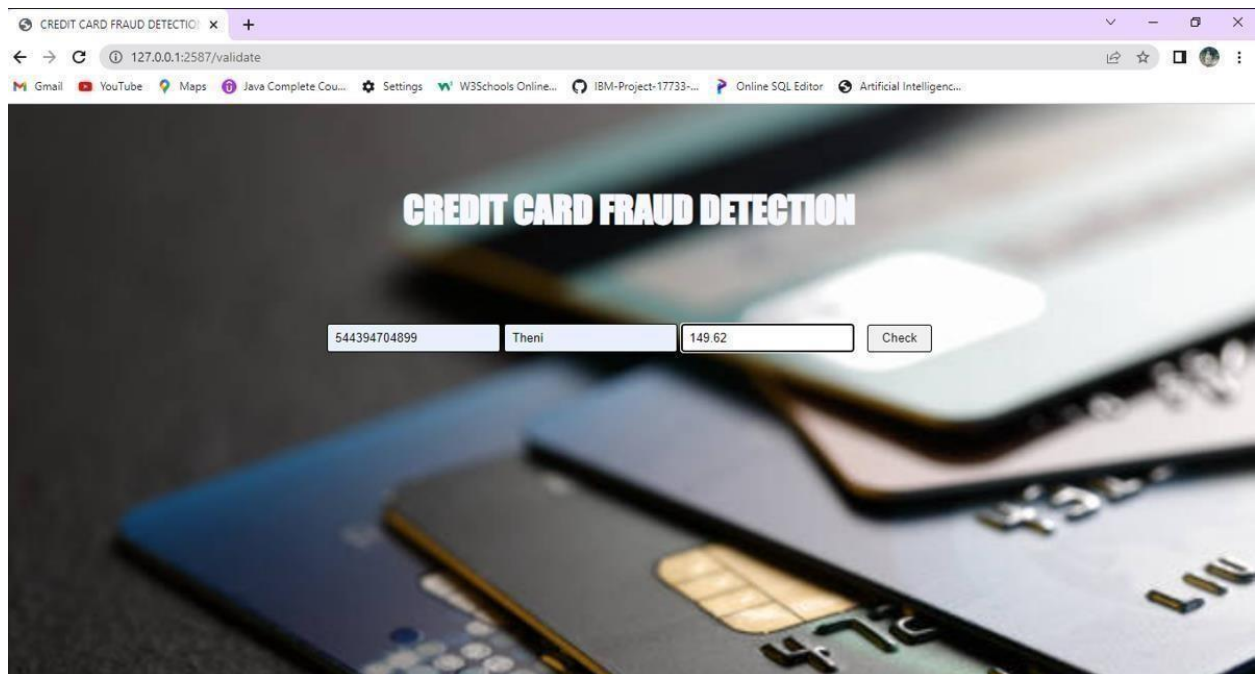 CREDIT CARD FRAUD DETECTIO
127.0.0.1:2587/validate
Gmail YouTube Maps Java Complete Cou... Settings W3Schools Online... IBM-Project-17733-... Online SQL Editor Artificial Intelligenc...
CREDIT CARD FRAUD DETECTION
544394704899 Theni 149.62 Check
LIU